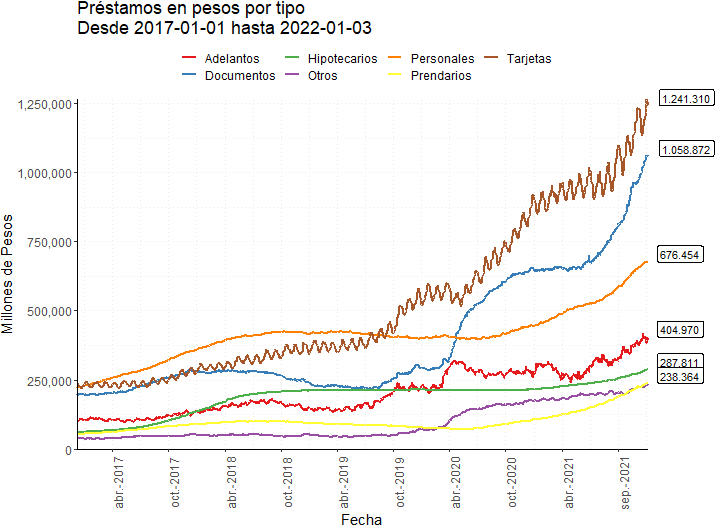 Préstamos en pesos por tipo
Desde 2017-01-01 hasta 2022-01-03
Adelantos Hipotecarios Personales Tarjetas
Documentos Otros Prendarios
Millones de Pesos
1,250,000
1,000,000
750,000
500,000
250,000
0
1.241.310
1.058.872
676.454
404.970
287.811
238.364
abr.-2017
oct.-2017
abr.-2018
oct.-2018
abr.-2019
oct.-2019
abr.-2020
oct.-2020
abr.-2021
sep.-2021
Fecha